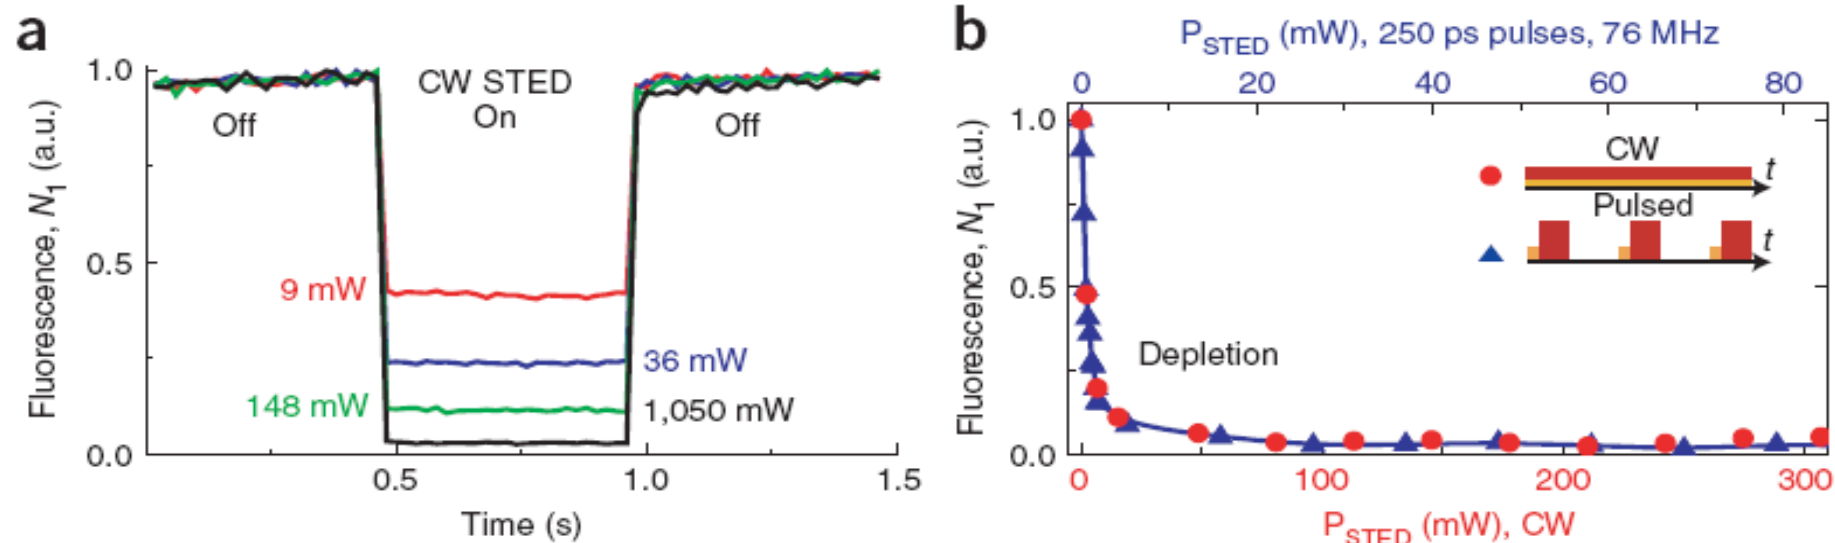 a
1.0
0.5
0.0
Fluorescence, N1 (a.u.)
Off
CW STED
On
Off
9 mW
36 mW
148 mW
1,050 mW
0.5
1.0
1.5
Time (s)
b
PSTED (mW), 250 ps pulses, 76 MHz
0
20
40
60
80
1.0
0.5
0.0
Fluorescence, N1 (a.u.)
CW
t
Pulsed
t
Depletion
0
100
200
300
PSTED (mW), CW